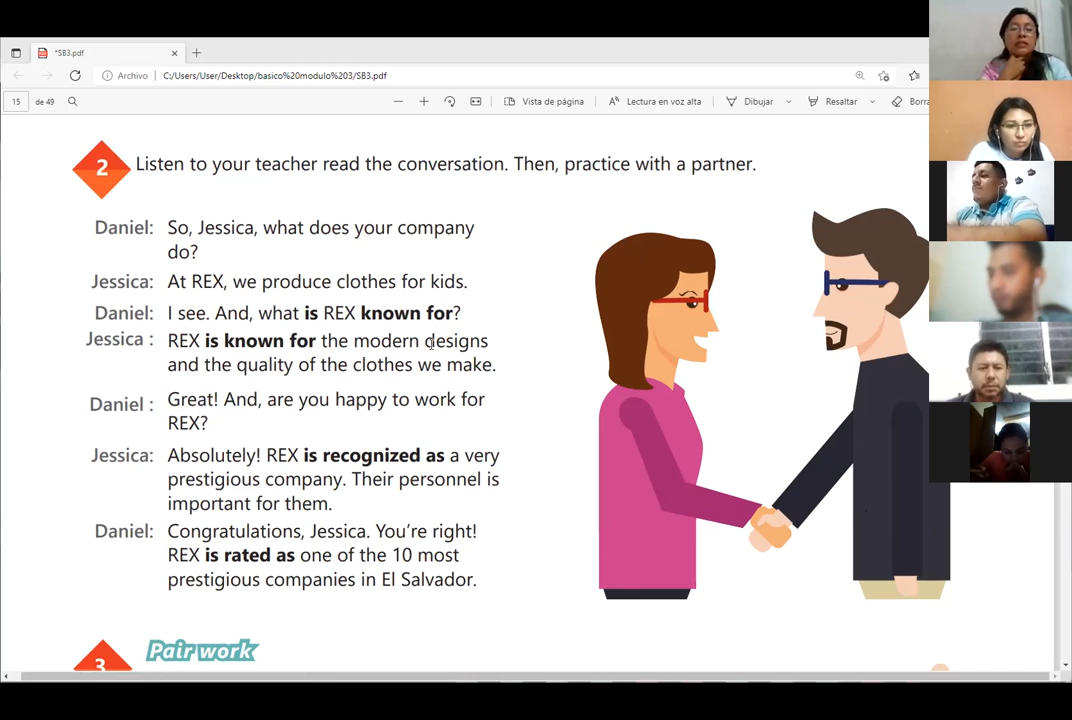 *SB3.pdf
Archivo C:/Users/User/Desktop/basico%20modulo%203/SB3.pdf
15 de 49 Vista de página Lectura en voz alta Dibujar Resaltar Borra
2 Listen to your teacher read the conversation. Then, practice with a partner.
Daniel: So, Jessica, what does your company
do?
Jessica: At REX, we produce clothes for kids.
Daniel: I see. And, what is REX known for?
Jessica : REX is known for the modern designs
and the quality of the clothes we make.
Daniel : Great! And, are you happy to work for
REX?
Jessica: Absolutely! REX is recognized as a very
prestigious company. Their personnel is
important for them.
Daniel: Congratulations, Jessica. You're right!
REX is rated as one of the 10 most
prestigious companies in El Salvador.
3 Pair work